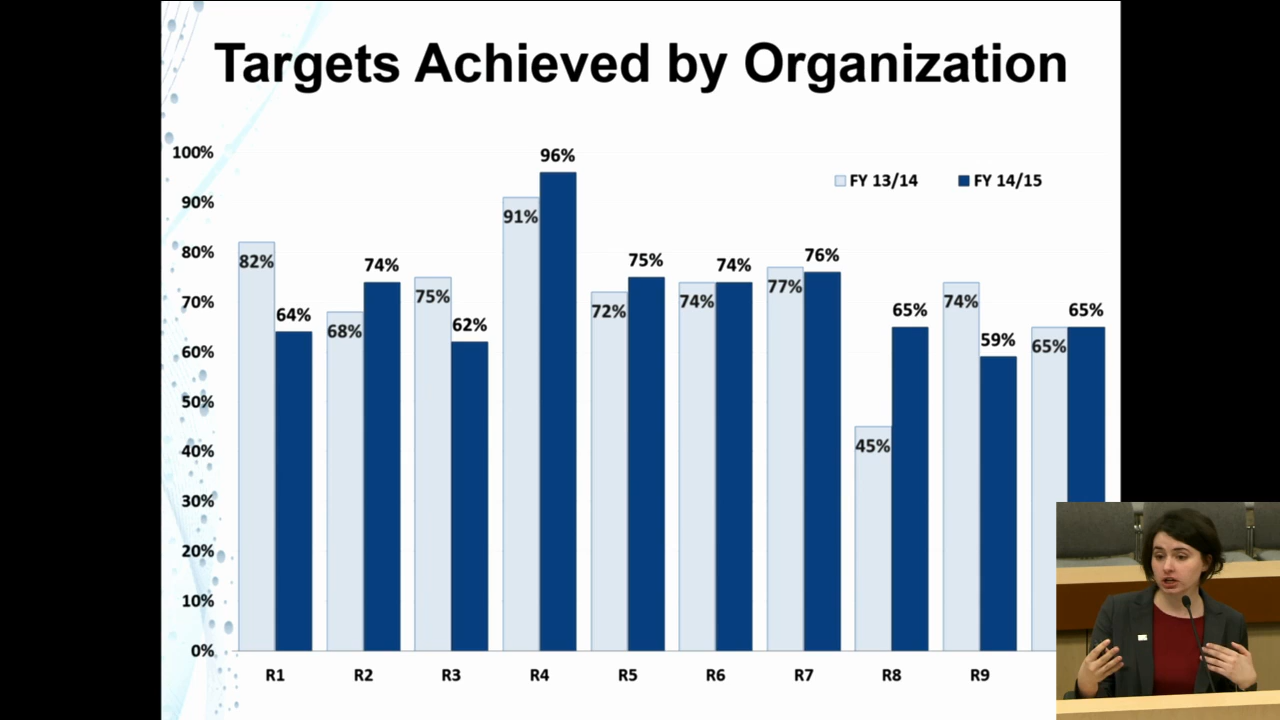 Targets Achieved by Organization
100%
90%
80%
70%
60%
50%
40%
30%
20%
10%
0%
FY 13/14
FY 14/15
82%
64%
68%
74%
75%
62%
91%
96%
72%
75%
74%
74%
77%
76%
45%
65%
74%
59%
65%
65%
R1
R2
R3
R4
R5
R6
R7
R8
R9